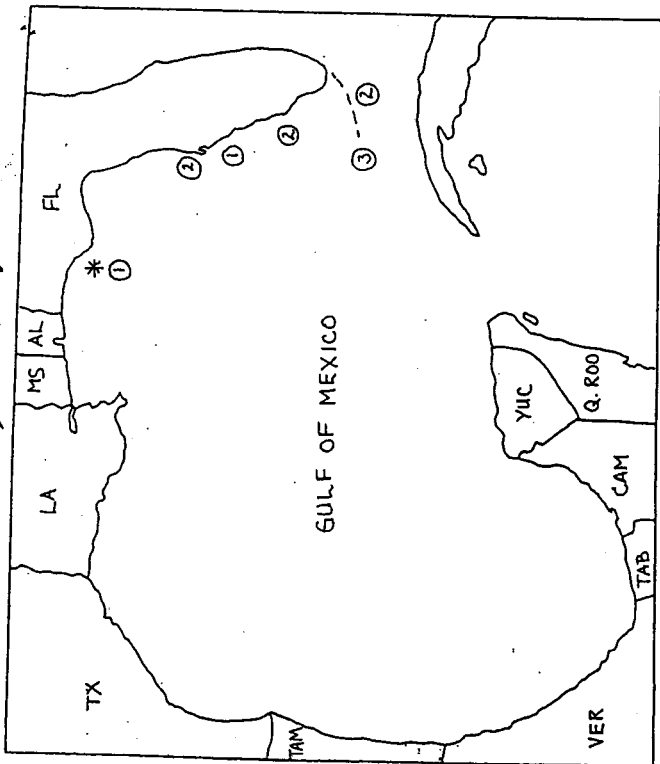 FL
AL
MS
LA
TX
*
①
②
①
②
②
③
GULF OF MEXICO
YUC
Q. ROO
CAM
TAB
VER
TAM